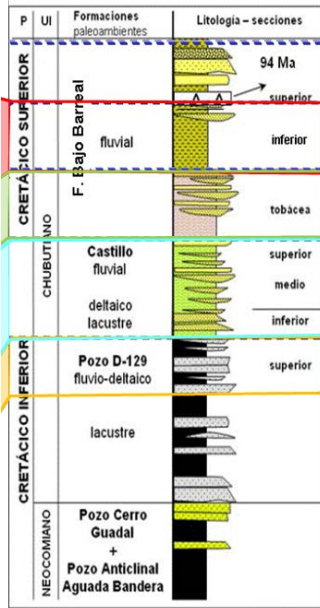 P UI Formaciones Litología – secciones
paleoambientes
CRETÁCICO SUPERIOR
CRETÁCICO INFERIOR
CHUBUTIANO
NEOCOMIANO
F. Bajo Barreal
94 Ma
superior
fluvial inferior
tobácea
Castillo superior
fluvial
medio
deltaico
lacustre inferior
Pozo D-129 superior
fluvio-deltaico
lacustre
Pozo Cerro
Guadal
+
Pozo Anticlinal
Aguada Bandera